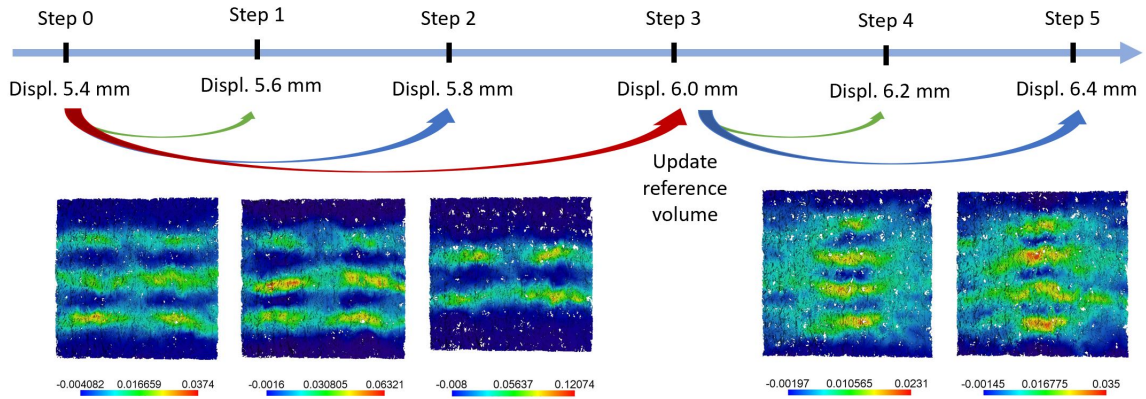 Step 0 Step 1 Step 2 Step 3 Step 4 Step 5
Displ. 5.4 mm Displ. 5.6 mm Displ. 5.8 mm Displ. 6.0 mm Displ. 6.2 mm Displ. 6.4 mm
Update
reference
volume
-0.004082 0.016659 0.0374 -0.0016 0.030805 0.06321 -0.008 0.05637 0.12074 -0.00197 0.010565 0.0231 -0.00145 0.016775 0.035